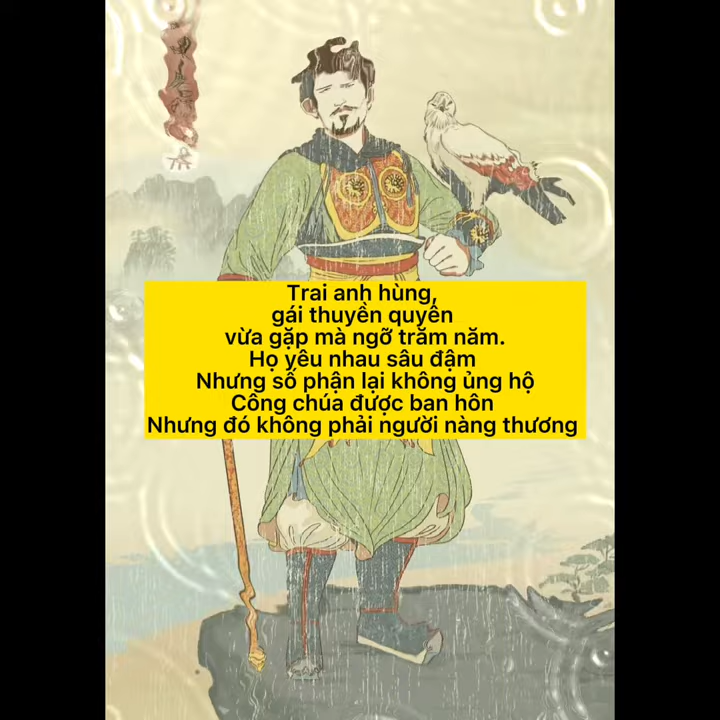 Trai anh hùng,
gái thuyền quyên
vừa gặp mà ngỡ trăm năm.
Họ yêu nhau sâu đậm
Nhưng số phận lại không ủng hộ
Công chúa được ban hôn
Nhưng đó không phải người nàng thương